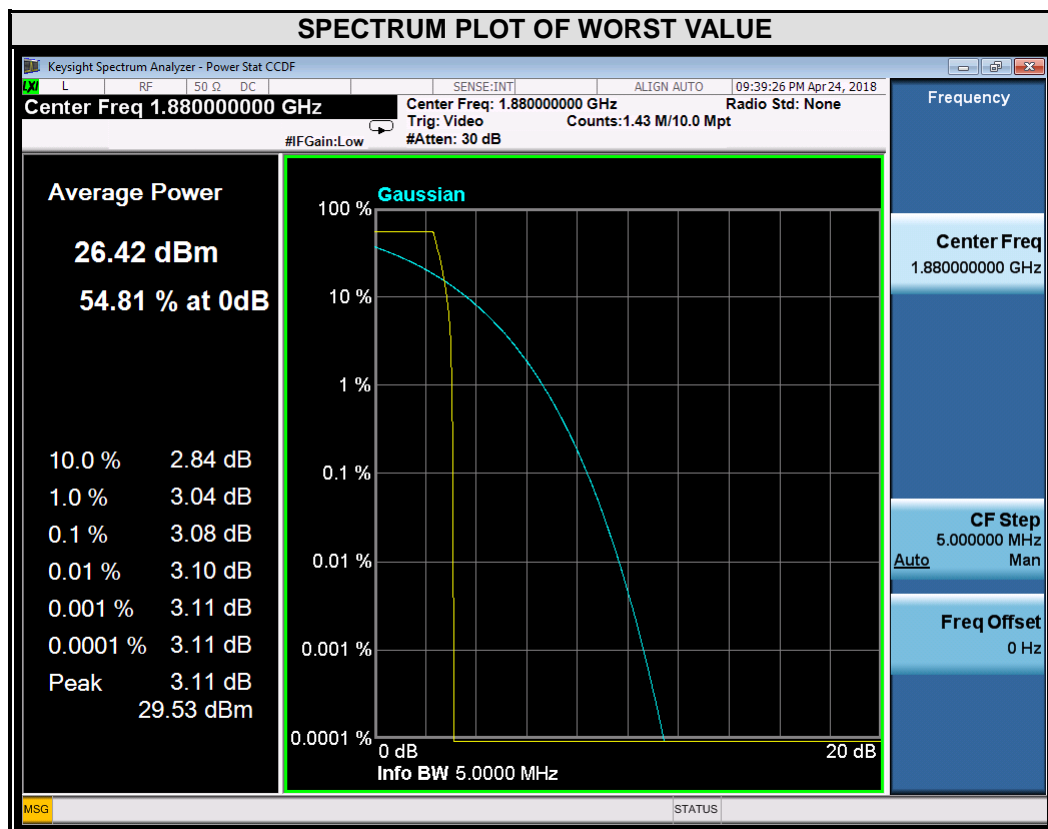 SPECTRUM PLOT OF WORST VALUE
Keysight Spectrum Analyzer - Power Stat CCDF
LXI L RF 50 Ω DC SENSE:INT ALIGN AUTO 09:39:26 PM Apr 24, 2018
Center Freq 1.880000000 GHz
Center Freq: 1.880000000 GHz Radio Std: None
Trig: Video Counts:1.43 M/10.0 Mpt
#IFGain:Low #Atten: 30 dB
Frequency
Average Power
26.42 dBm
54.81 % at 0dB
10.0 % 2.84 dB
1.0 % 3.04 dB
0.1 % 3.08 dB
0.01 % 3.10 dB
0.001 % 3.11 dB
0.0001 % 3.11 dB
Peak 3.11 dB
29.53 dBm
Gaussian
100 %
10 %
1 %
0.1 %
0.01 %
0.001 %
0.0001 %
0 dB 20 dB
Info BW 5.0000 MHz
Center Freq
1.880000000 GHz
CF Step
5.000000 MHz
Auto Man
Freq Offset
0 Hz
MSG STATUS